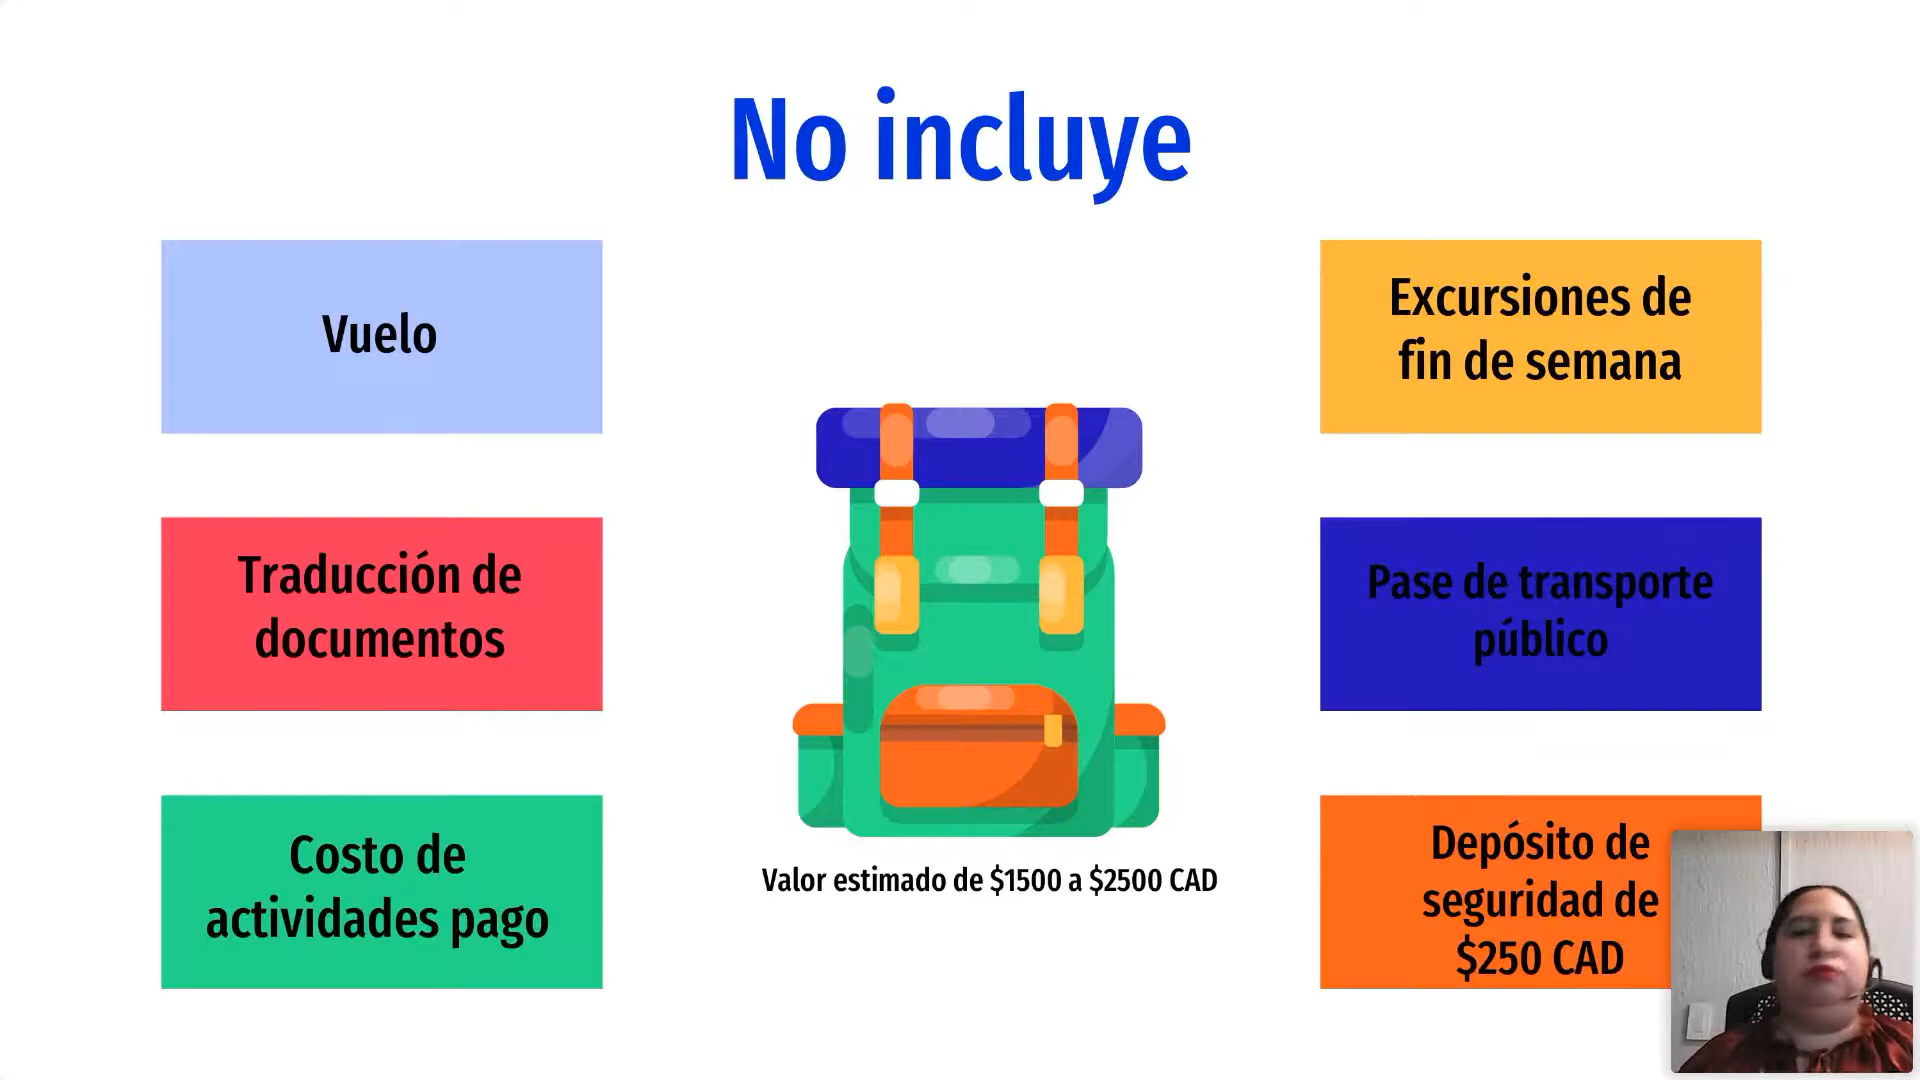 No incluye
Vuelo
Traducción de
documentos
Costo de
actividades pago
Valor estimado de $1500 a $2500 CAD
Excursiones de
fin de semana
Pase de transporte
público
Depósito de
seguridad de
$250 CAD